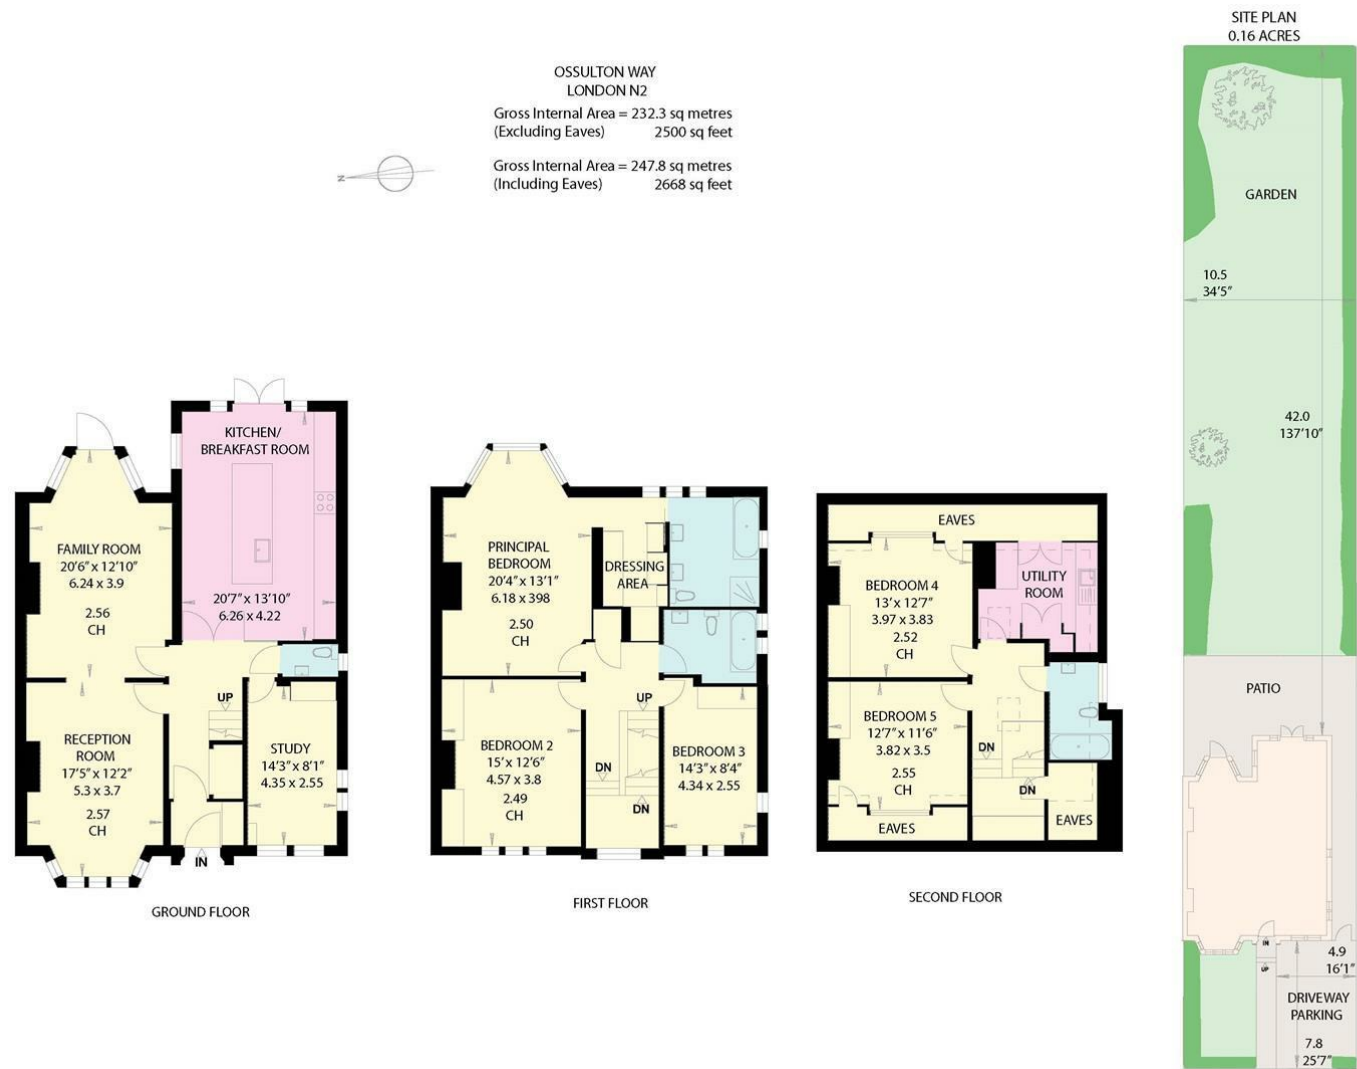 SITE PLAN
0.16 ACRES
OSSULTON WAY
LONDON N2
Gross Internal Area = 232.3 sq metres
(Excluding Eaves) 2500 sq feet
Gross Internal Area = 247.8 sq metres
(Including Eaves) 2668 sq feet
N
GARDEN
10.5
34'5"
42.0
137'10"
PATIO
IN
UP
4.9
16'1"
DRIVEWAY
PARKING
7.8
25'7"
KITCHEN/
BREAKFAST ROOM
20'7" x 13'10"
6.26 x 4.22
FAMILY ROOM
20'6" x 12'10"
6.24 x 3.9
2.56
CH
UP
RECEPTION
ROOM
17'5" x 12'2"
5.3 x 3.7
2.57
CH
STUDY
14'3" x 8'1"
4.35 x 2.55
IN
GROUND FLOOR
PRINCIPAL
BEDROOM
20'4" x 13'1"
6.18 x 398
2.50
CH
DRESSING
AREA
UP
BEDROOM 2
15' x 12'6"
4.57 x 3.8
2.49
CH
DN
DN
BEDROOM 3
14'3" x 8'4"
4.34 x 2.55
FIRST FLOOR
EAVES
BEDROOM 4
13' x 12'7"
3.97 x 3.83
2.52
CH
UTILITY
ROOM
BEDROOM 5
12'7" x 11'6"
3.82 x 3.5
2.55
CH
DN
DN
EAVES
EAVES
SECOND FLOOR